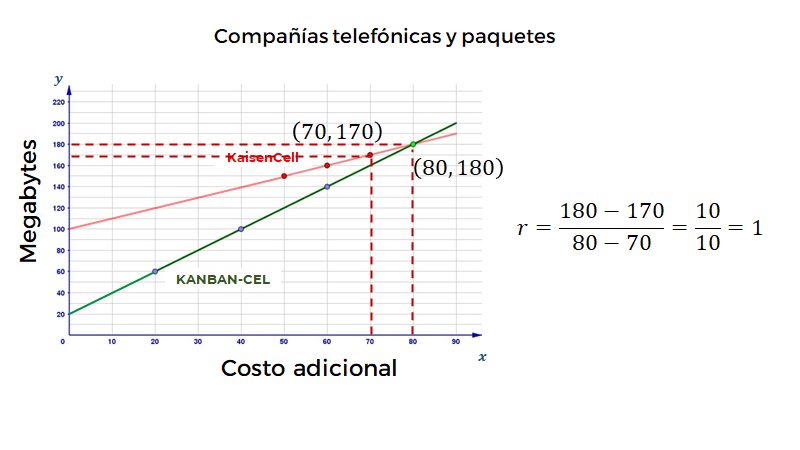 Compañías telefónicas y paquetes
y
220
200
180
160
140
120
100
80
60
40
20
0
10 20 30 40 50 60 70 80 90
x
Megabytes
Costo adicional
(70, 170)
KaisenCell
(80, 180)
KANBAN-CEL
r = \frac{180 − 170}{80 − 70} = \frac{10}{10} = 1